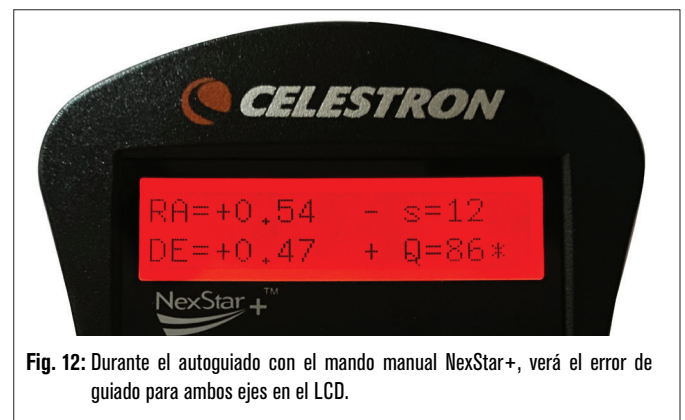 CELESTRON
RA=+0.54 - s=12
DE=+0.47 + Q=86*
NexStar+™
Fig. 12: Durante el autoguiado con el mando manual NexStar+, verá el error de
guiado para ambos ejes en el LCD.